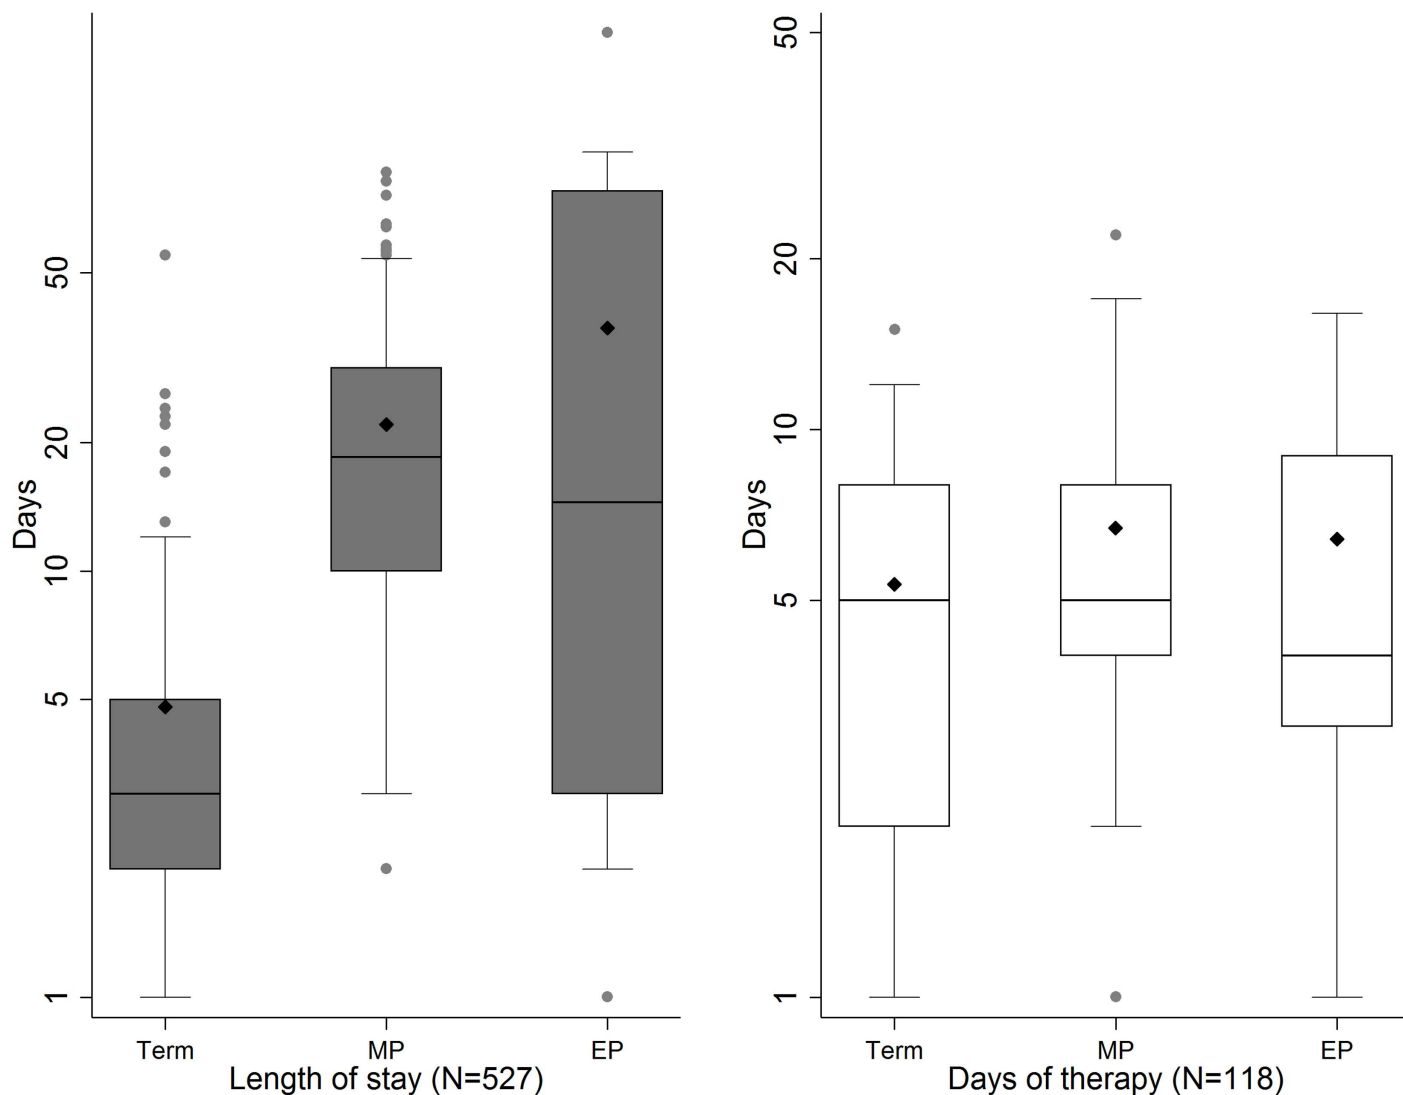 Days
50
20
10
5
1
Term
MP
EP
Length of stay (N=527)
Days
50
20
10
5
1
Term
MP
EP
Days of therapy (N=118)